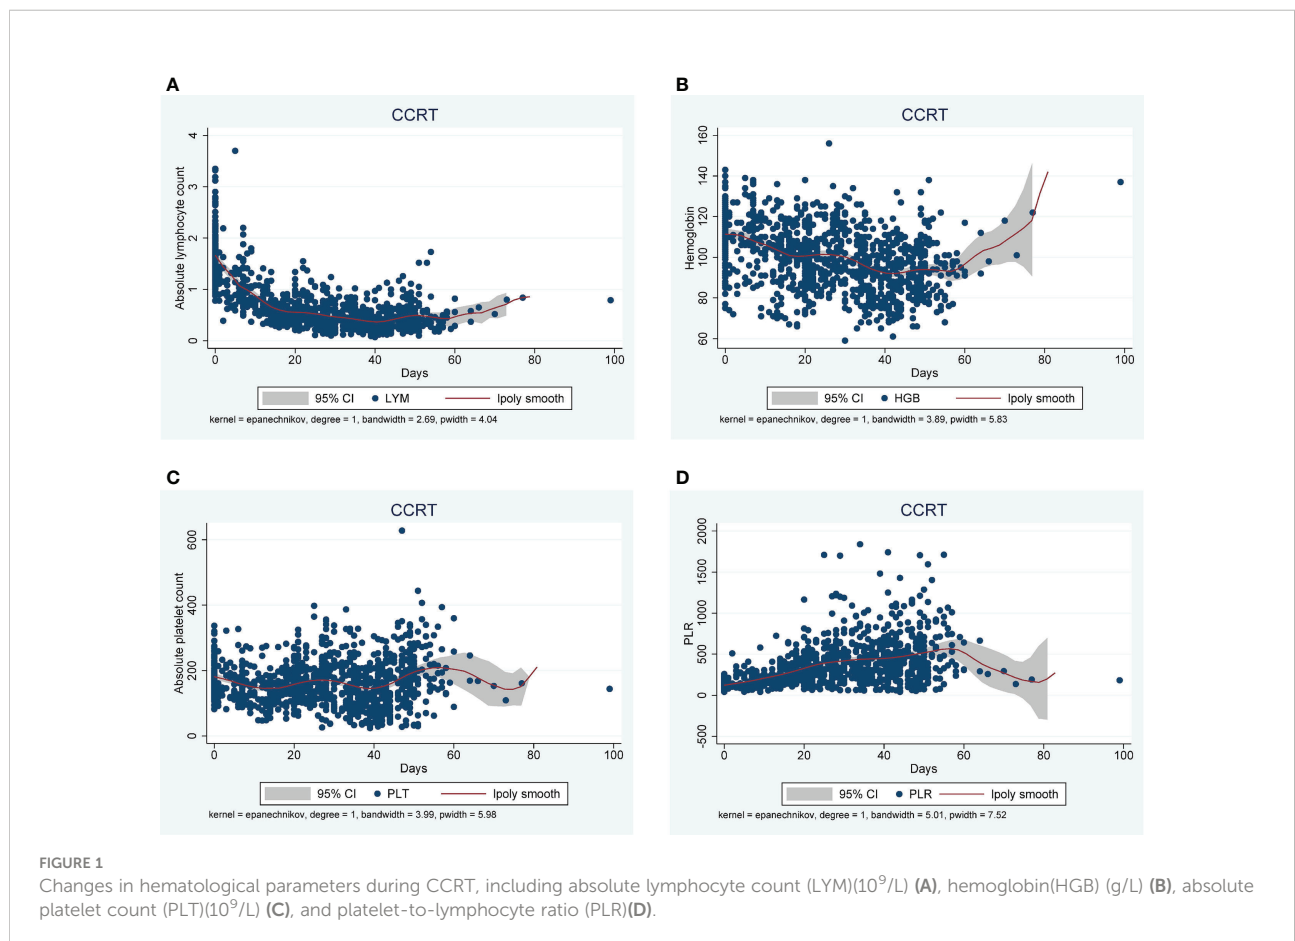 A
CCRT
Absolute lymphocyte count
4
3
2
1
0
0 20 40 60 80 100
Days
95% CI LYM lpoly smooth
kernel = epanechnikov, degree = 1, bandwidth = 2.69, pwidth = 4.04
B
CCRT
Hemoglobin
160
140
120
100
80
60
0 20 40 60 80 100
Days
95% CI HGB lpoly smooth
kernel = epanechnikov, degree = 1, bandwidth = 3.89, pwidth = 5.83
C
CCRT
Absolute platelet count
600
400
200
0
0 20 40 60 80 100
Days
95% CI PLT lpoly smooth
kernel = epanechnikov, degree = 1, bandwidth = 3.99, pwidth = 5.98
D
CCRT
PLR
2000
1500
1000
500
0
-500
0 20 40 60 80 100
Days
95% CI PLR lpoly smooth
kernel = epanechnikov, degree = 1, bandwidth = 5.01, pwidth = 7.52
FIGURE 1
Changes in hematological parameters during CCRT, including absolute lymphocyte count (LYM)(10⁹/L) (A), hemoglobin(HGB) (g/L) (B), absolute
platelet count (PLT)(10⁹/L) (C), and platelet-to-lymphocyte ratio (PLR)(D).